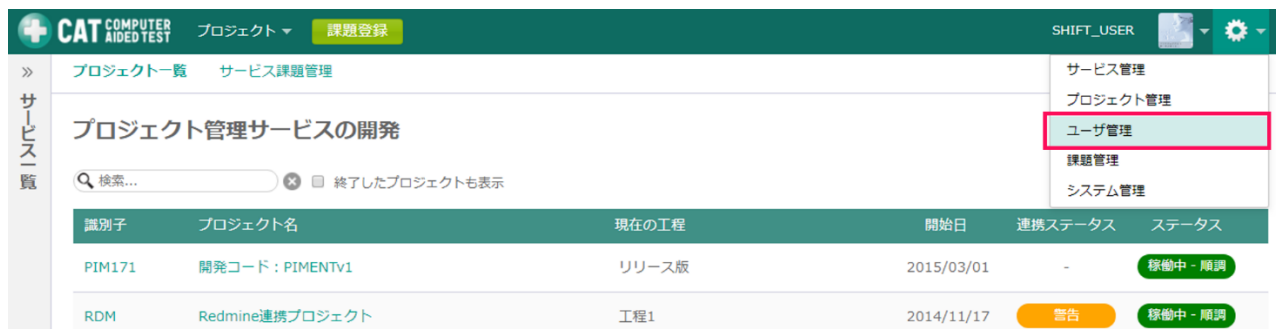 CAT COMPUTER AIDED TEST プロジェクト 課題登録 SHIFT_USER
サービス一覧
プロジェクト一覧 サービス課題管理
サービス管理
プロジェクト管理
ユーザ管理
課題管理
システム管理
プロジェクト管理サービスの開発
検索... 終了したプロジェクトも表示
識別子 プロジェクト名 現在の工程 開始日 連携ステータス ステータス
PIM171 開発コード：PIMENTv1 リリース版 2015/03/01 - 稼働中 - 順調
RDM Redmine連携プロジェクト 工程1 2014/11/17 警告 稼働中 - 順調